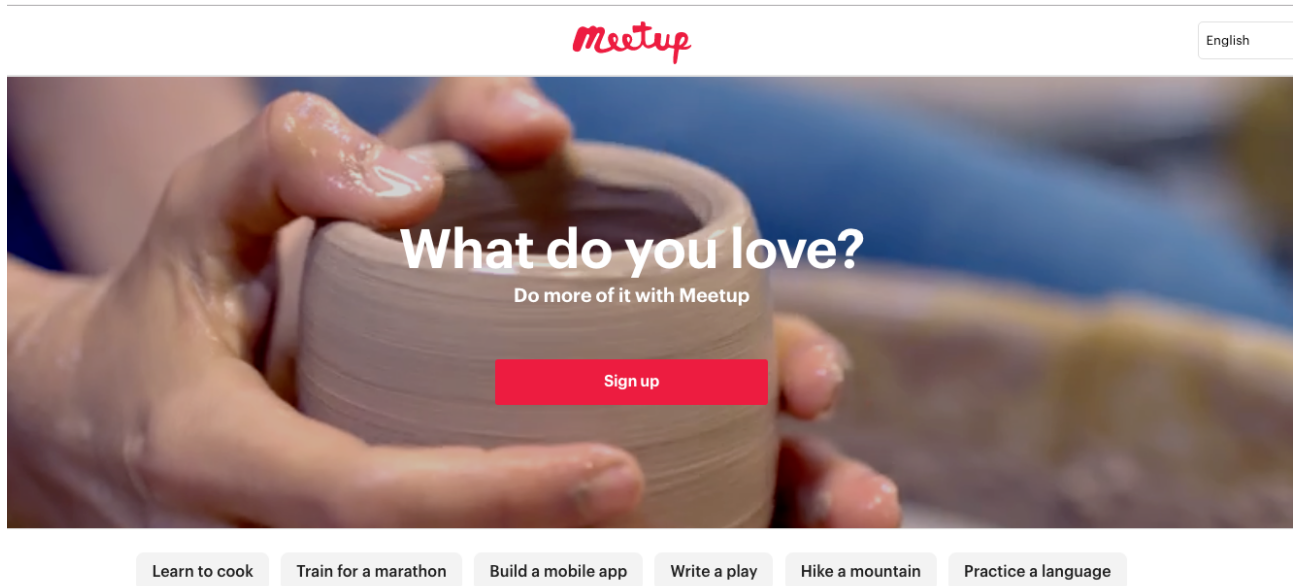 Meetup
English
What do you love?
Do more of it with Meetup
Sign up
Learn to cook Train for a marathon Build a mobile app Write a play Hike a mountain Practice a language